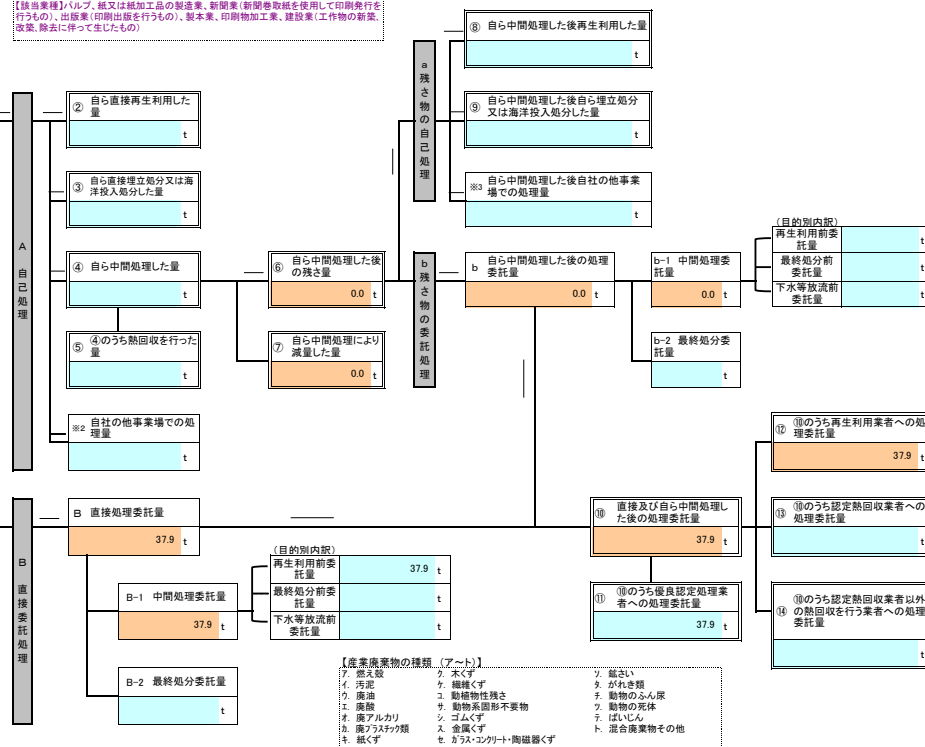 【該当業種】パルプ、紙又は紙加工品の製造業、新聞業(新聞巻取紙を使用して印刷発行を
行うもの)、出版業(印刷出版を行うもの)、製本業、印刷物加工業、建設業(工作物の新築、
改築、除去に伴って生じたもの)
⑧ 自ら中間処理した後再生利用した量
t
a 残さ物の自己処理
② 自ら直接再生利用した
量
t
⑨ 自ら中間処理した後自ら埋立処分
又は海洋投入処分した量
t
③ 自ら直接埋立処分又は海
洋投入処分した量
t
※3 自ら中間処理した後自社の他事業
場での処理量
t
A 自己処理
④ 自ら中間処理した量
t
⑥ 自ら中間処理した後
の残さ量
0.0 t
b 残さ物の委託処理
b 自ら中間処理した後の処理
委託量
0.0 t
b-1 中間処理委
託量
0.0 t
(目的別内訳)
再生利用前委
託量
t
最終処分前
委託量
t
下水等放流前
委託量
t
⑤ ④のうち熱回収を行った
量
t
⑦ 自ら中間処理により
減量した量
0.0 t
b-2 最終処分委
託量
t
※2 自社の他事業場での処
理量
t
⑫ ⑩のうち再生利用業者への処
理委託量
37.9 t
B 直接委託処理
B 直接処理委託量
37.9 t
⑩ 直接及び自ら中間処理し
た後の処理委託量
37.9 t
⑬ ⑩のうち認定熱回収業者への
処理委託量
t
B-1 中間処理委託量
37.9 t
(目的別内訳)
再生利用前委
託量
37.9 t
最終処分前委
託量
t
下水等放流前
委託量
t
⑪ ⑩のうち優良認定処理業
者への処理委託量
37.9 t
⑭ ⑩のうち認定熱回収業者以外
の熱回収を行う業者への処理
委託量
t
B-2 最終処分委託量
t
【産業廃棄物の種類 (ア～ト)】
ア. 燃え殻 ク. 木くず ソ. 鉱さい
イ. 汚泥 ケ. 繊維くず タ. がれき類
ウ. 廃油 コ. 動植物性残さ チ. 動物のふん尿
エ. 廃酸 サ. 動物系固形不要物 ツ. 動物の死体
オ. 廃アルカリ シ. ゴムくず テ. ばいじん
カ. 廃プラスチック類 ス. 金属くず ト. 混合廃棄物その他
キ. 紙くず セ. ガラス・コンクリート・陶磁器くず